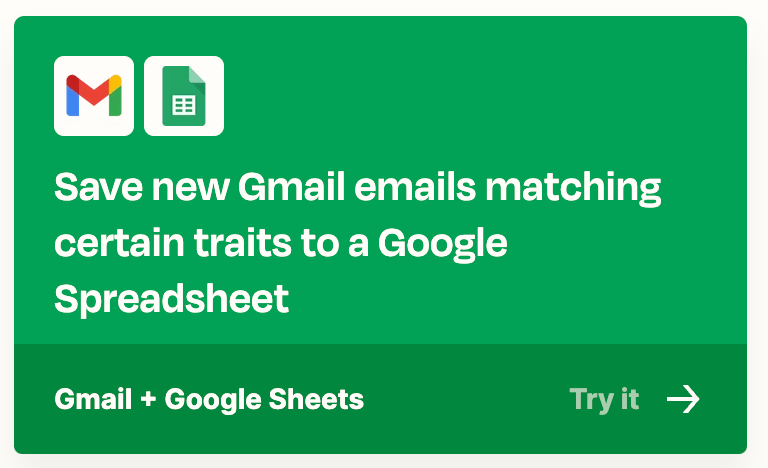 Save new Gmail emails matching
certain traits to a Google
Spreadsheet
Gmail + Google Sheets
Try it